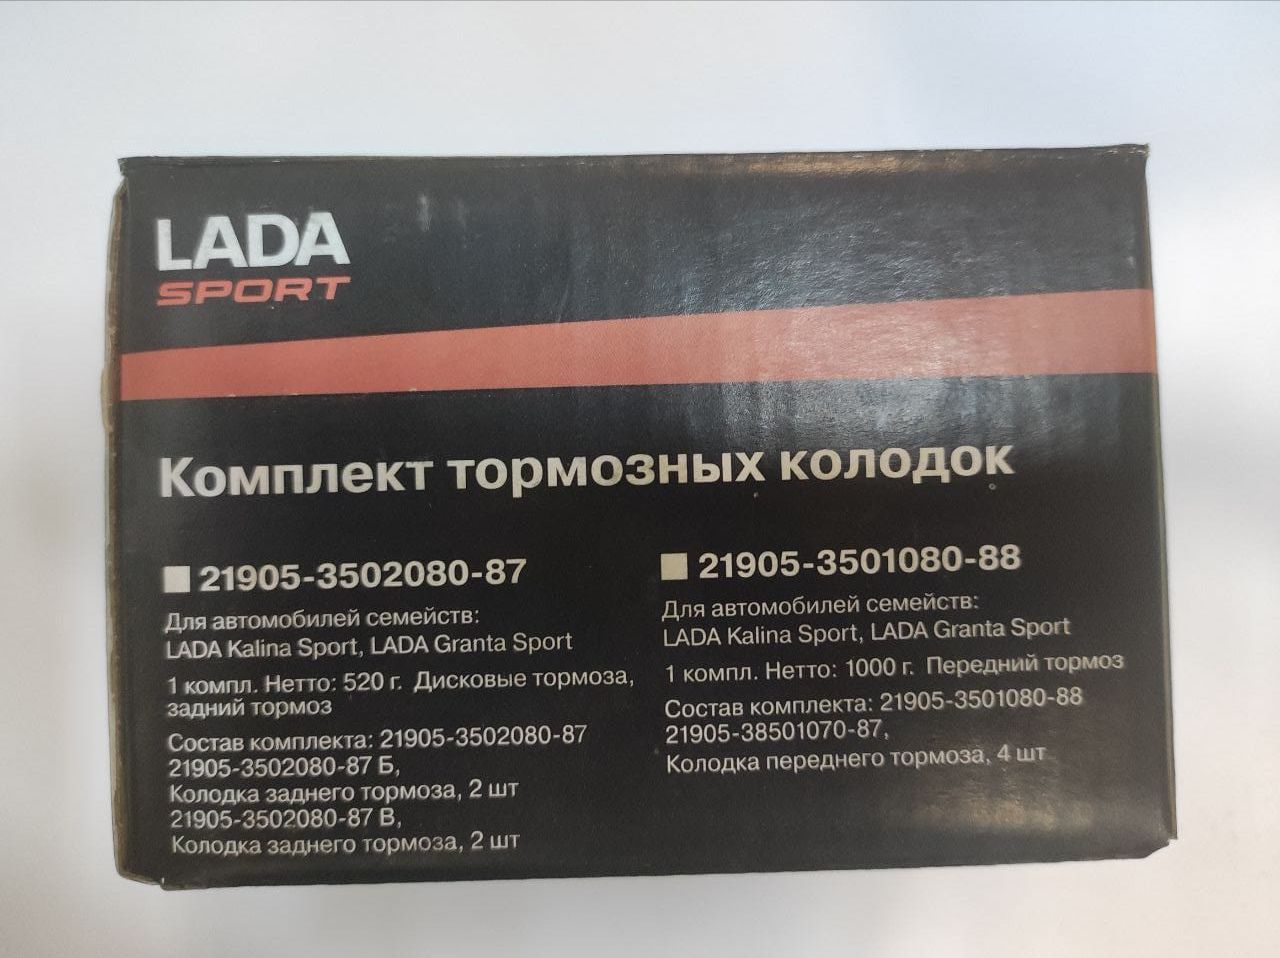 LADA
SPORT
Комплект тормозных колодок
21905-3502080-87
Для автомобилей семейств:
LADA Kalina Sport, LADA Granta Sport
1 компл. Нетто: 520 г. Дисковые тормоза,
задний тормоз
Состав комплекта: 21905-3502080-87
21905-3502080-87 Б,
Колодка заднего тормоза, 2 шт
21905-3502080-87 В,
Колодка заднего тормоза, 2 шт
21905-3501080-88
Для автомобилей семейств:
LADA Kalina Sport, LADA Granta Sport
1 компл. Нетто: 1000 г. Передний тормоз
Состав комплекта: 21905-3501080-88
21905-38501070-87,
Колодка переднего тормоза, 4 шт